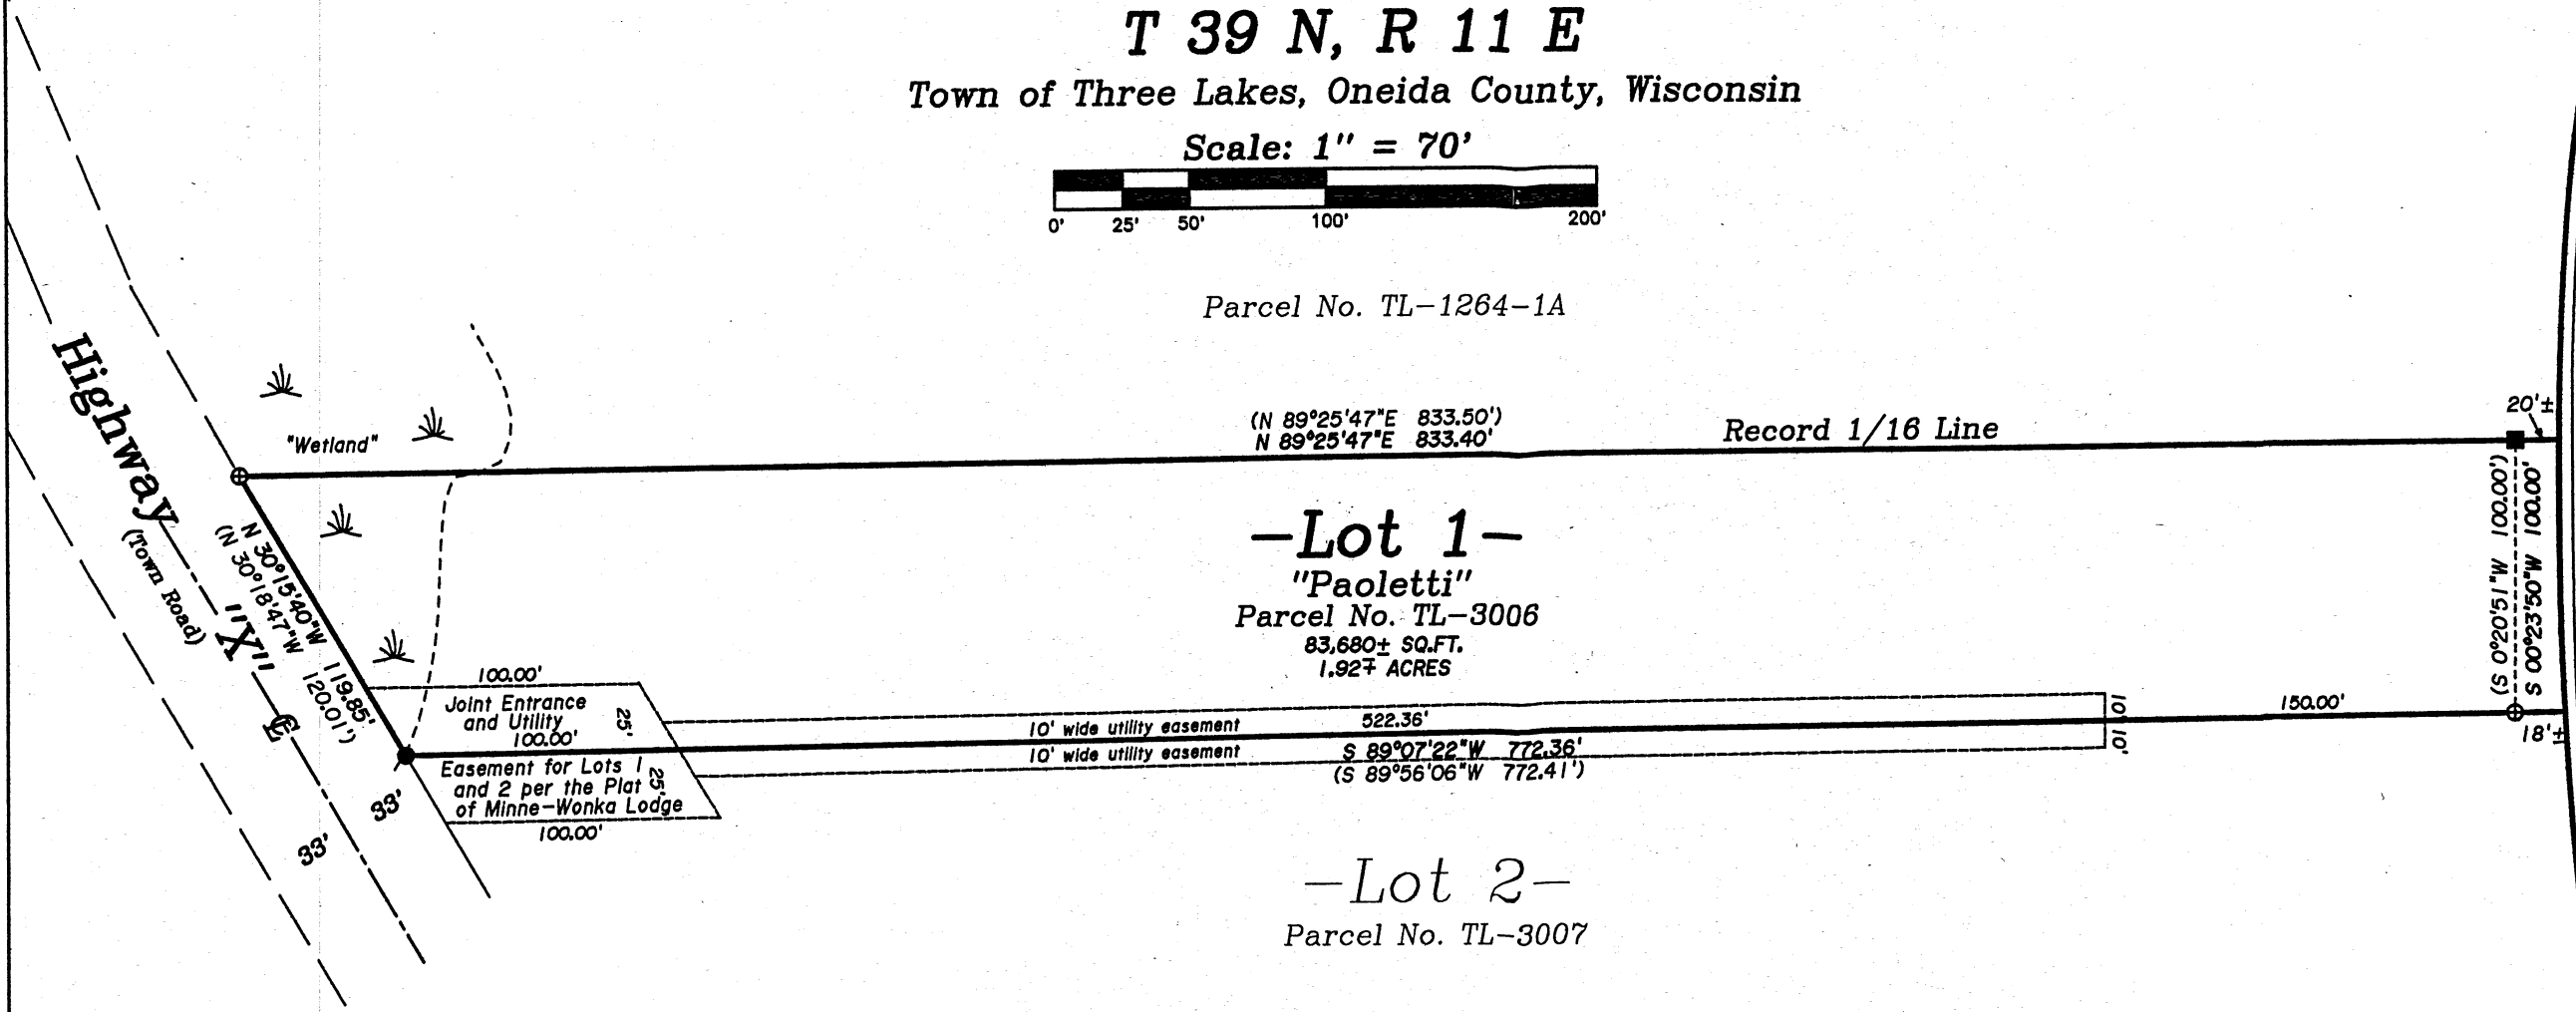 T 39 N, R 11 E
Town of Three Lakes, Oneida County, Wisconsin
Scale: 1" = 70'
0' 25' 50' 100' 200'
Parcel No. TL-1264-1A
Highway
"X"
(Town Road)
"Wetland"
(N 89°25'47"E 833.50')
N 89°25'47"E 833.40'
Record 1/16 Line
20'±
N 30°15'40"W 119.85'
(N 30°18'47"W 120.01')
-Lot 1-
"Paoletti"
Parcel No. TL-3006
83,680± SQ.FT.
1.92∓ ACRES
(S 0°20'51"W 100.00')
S 00°23'50"W 100.00'
100.00'
Joint Entrance
and Utility
100.00'
25'
Easement for Lots 1
and 2 per the Plat
of Minne-Wonka Lodge
25'
100.00'
10' wide utility easement
522.36'
10' wide utility easement
S 89°07'22"W 772.36'
(S 89°56'06"W 772.41')
10'
10'
150.00'
18'±
33'
33'
-Lot 2-
Parcel No. TL-3007